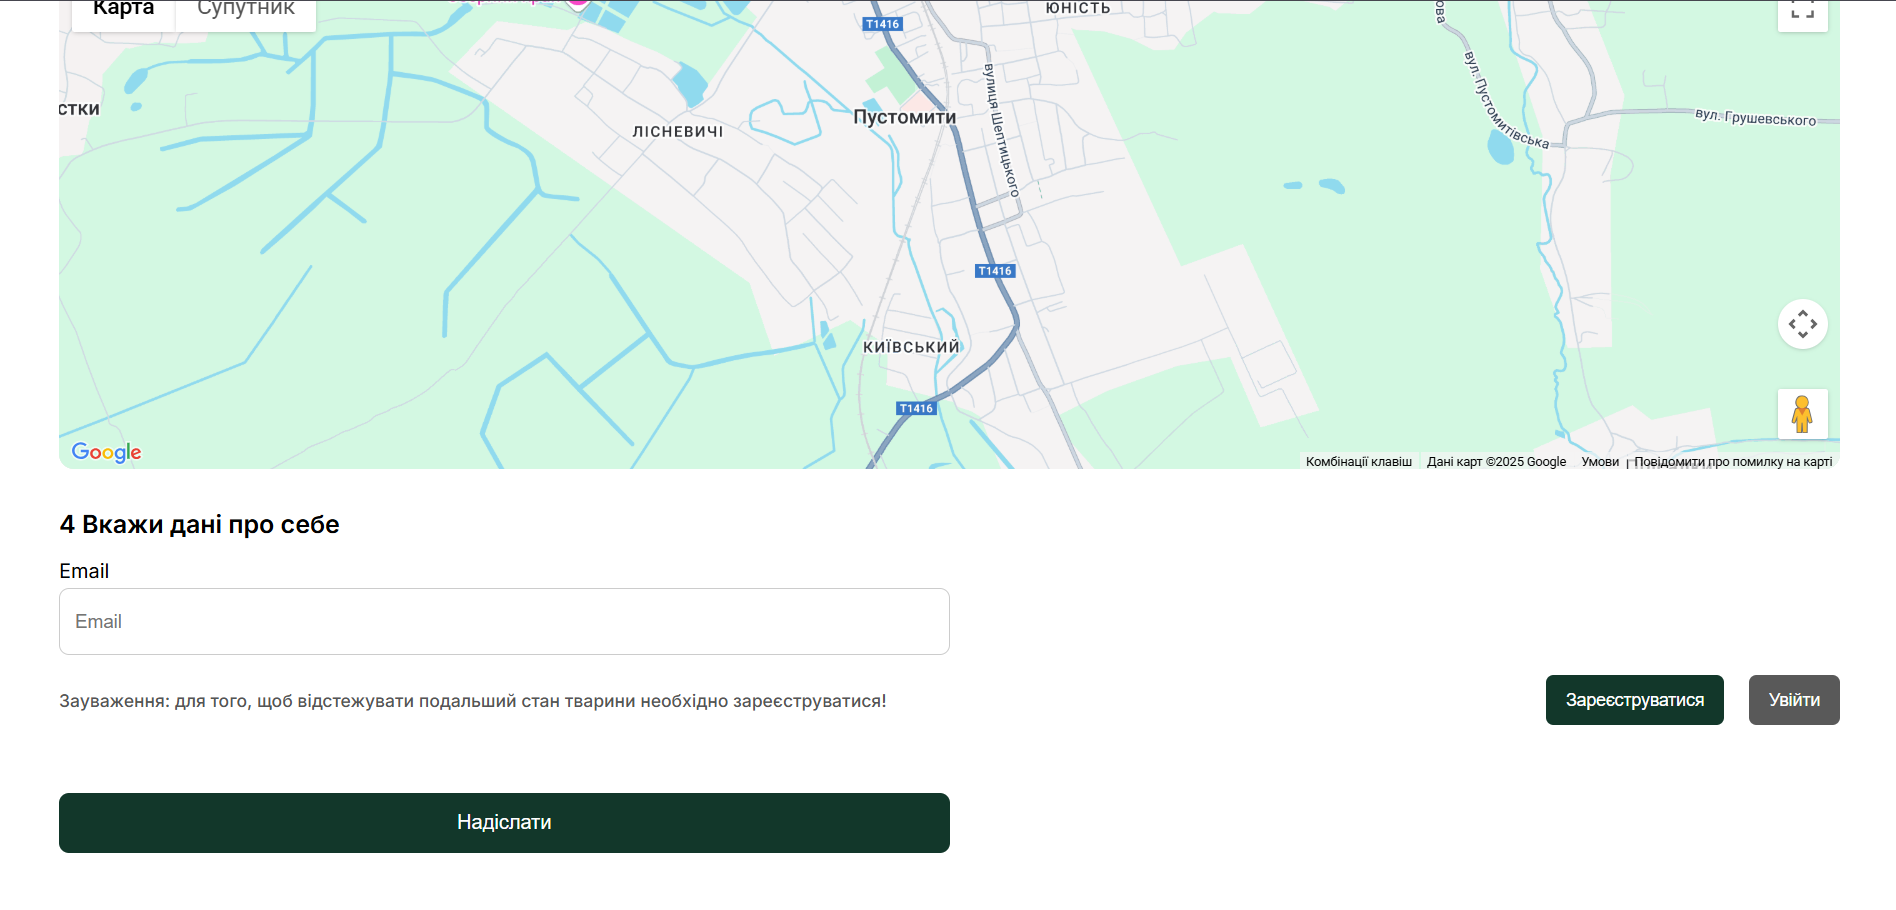 Карта Супутник
ЮНІСТЬ
T1416
вул. Пустомитівська
вул. Грушевського
стки
ЛІСНЕВИЧІ
Пустомити
вулиця Шептицького
T1416
КИЇВСЬКИЙ
T1416
Google
Комбінації клавіш Дані карт ©2025 Google Умови Повідомити про помилку на карті
4 Вкажи дані про себе
Email
Email
Зауваження: для того, щоб відстежувати подальший стан тварини необхідно зареєструватися!
Зареєструватися Увійти
Надіслати